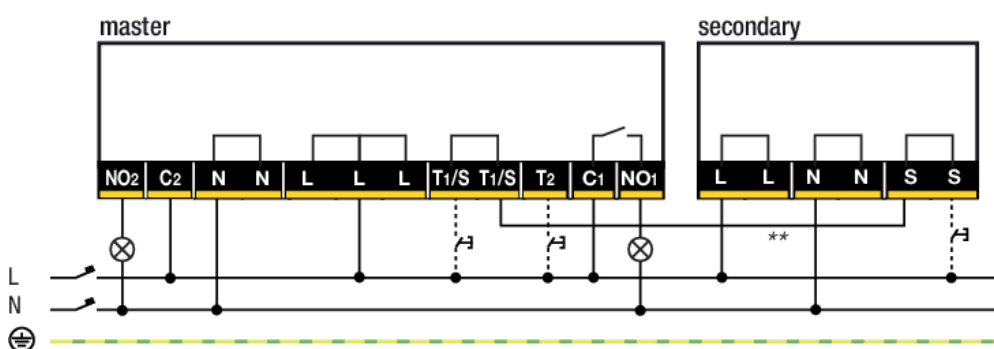 master secondary
NO2 C2 N N L L L T1/S T1/S T2 C1 NO1 L L N N S S
**
L
N